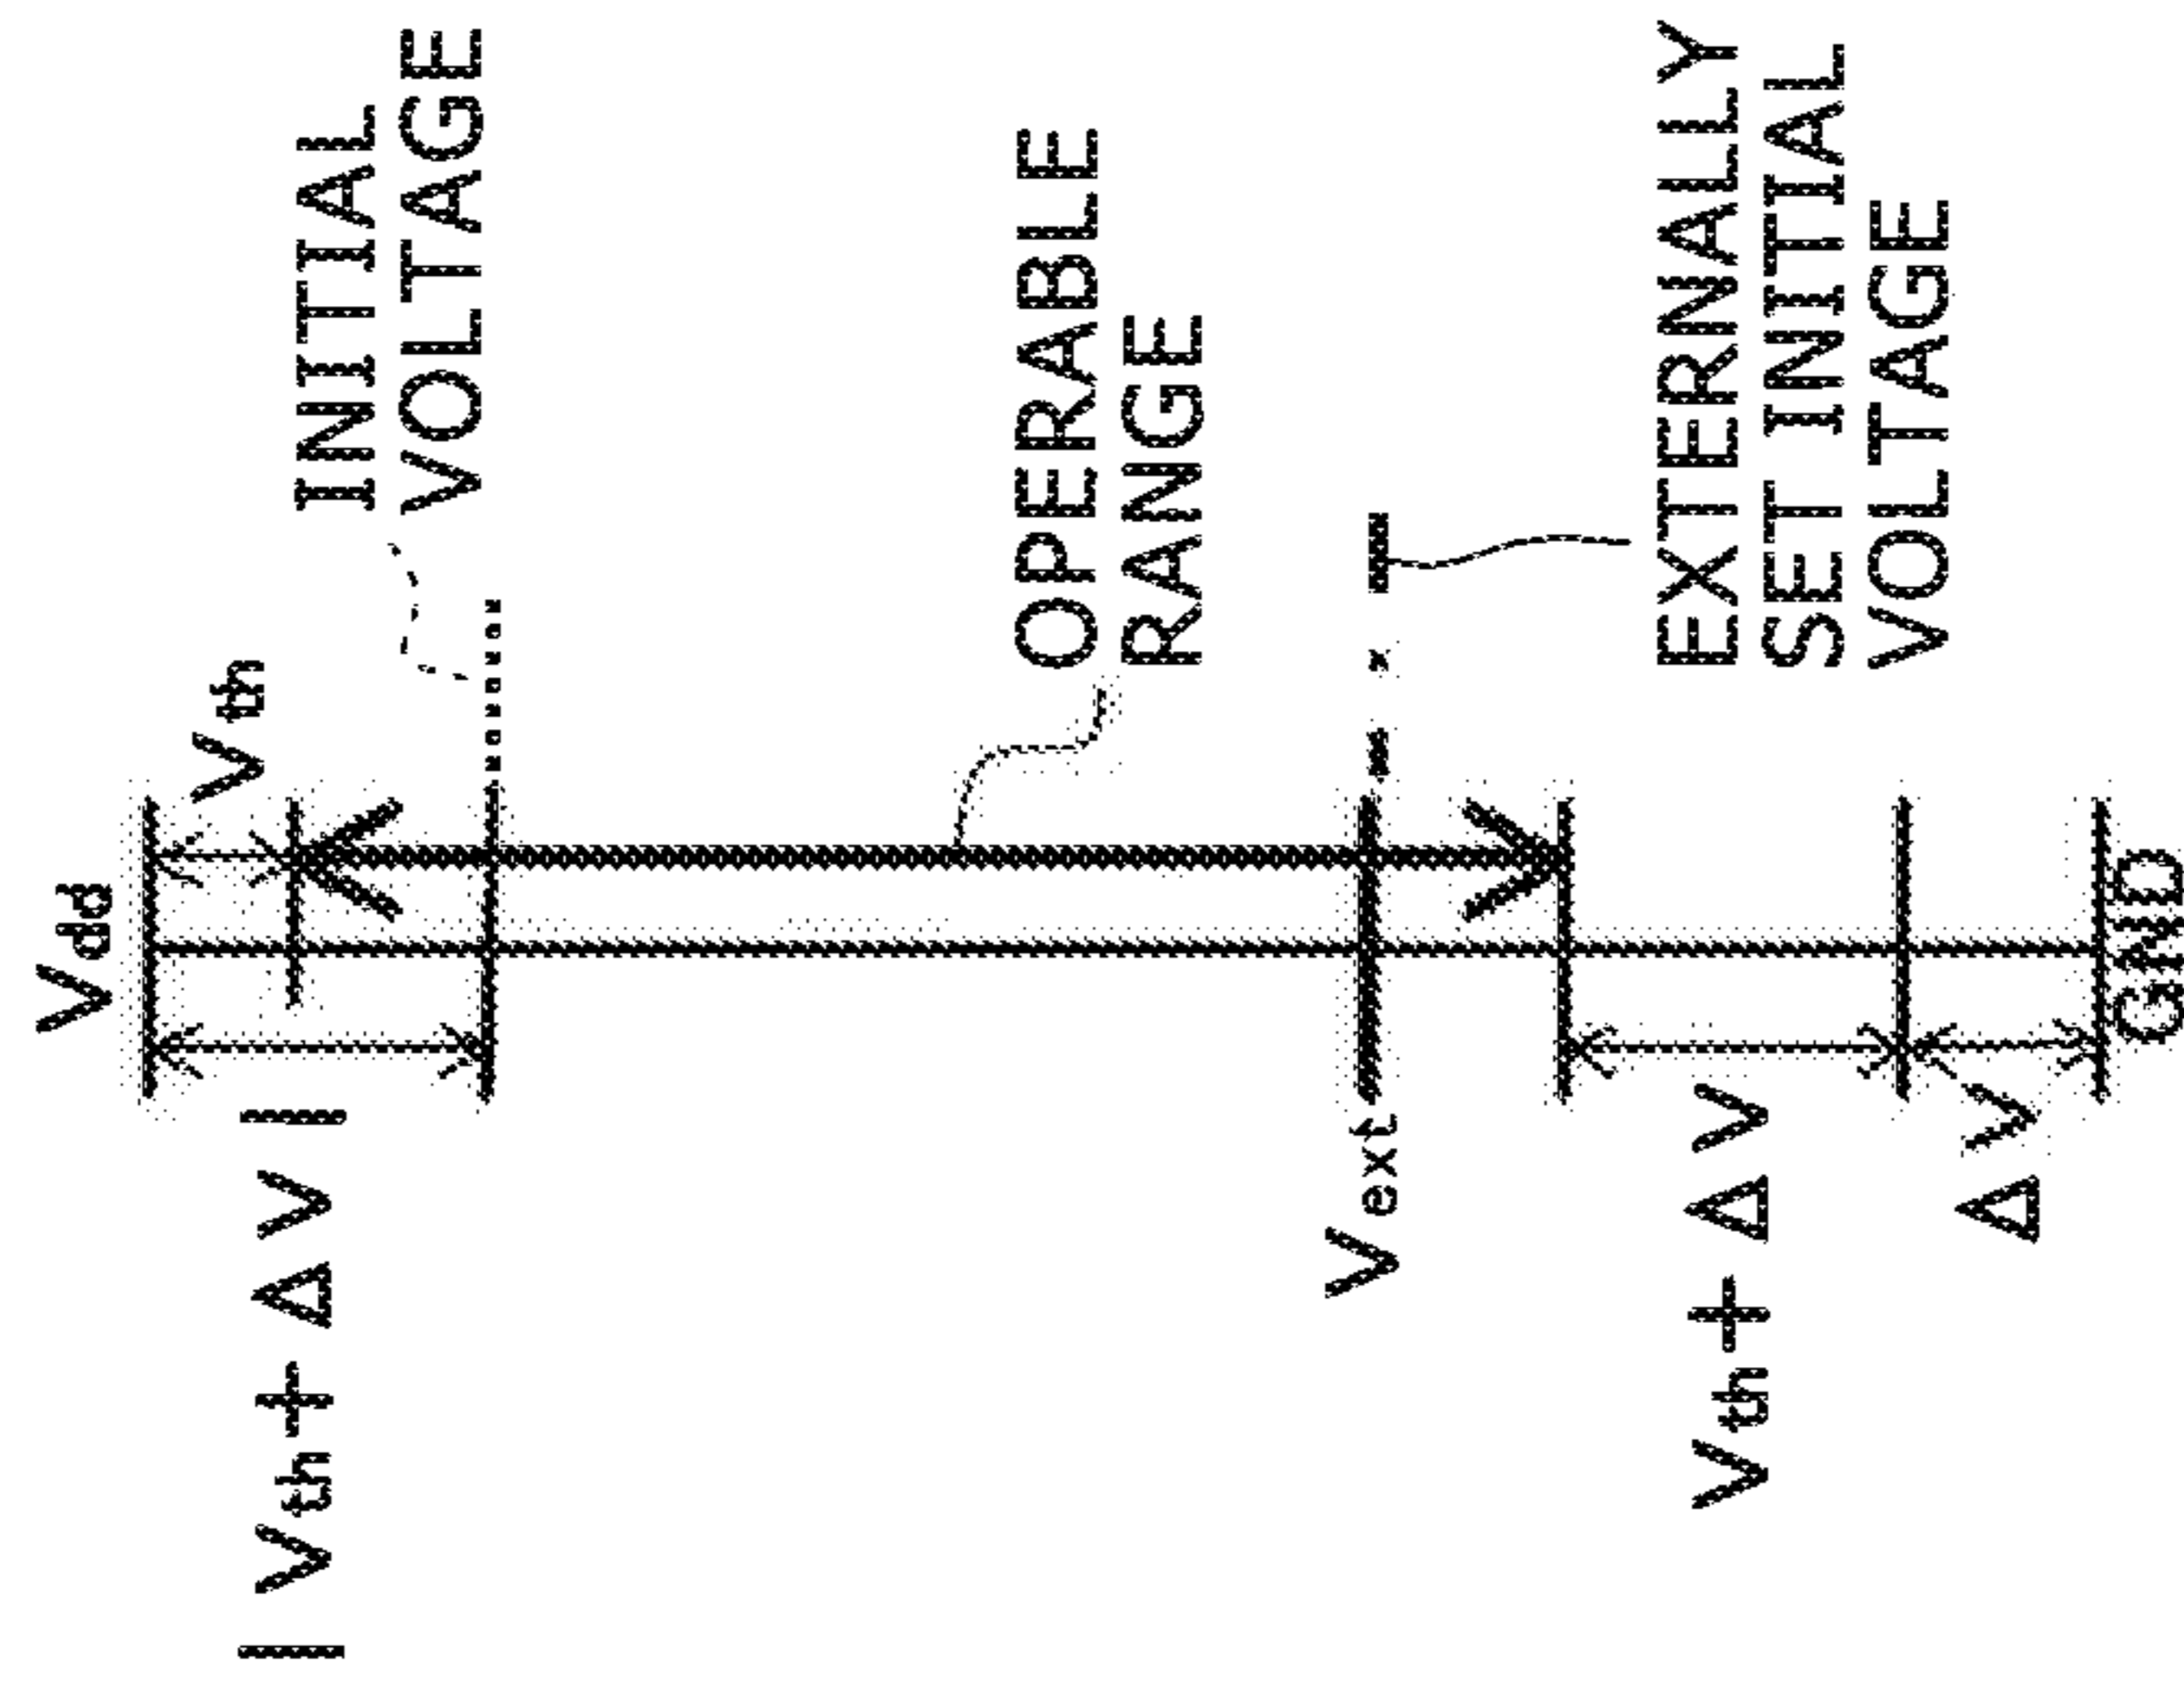 Vdd
Vth
| Vth+ΔV |
INITIAL
VOLTAGE
OPERABLE
RANGE
Vext
EXTERNALLY
SET INITIAL
VOLTAGE
Vth+ΔV
ΔV
GND